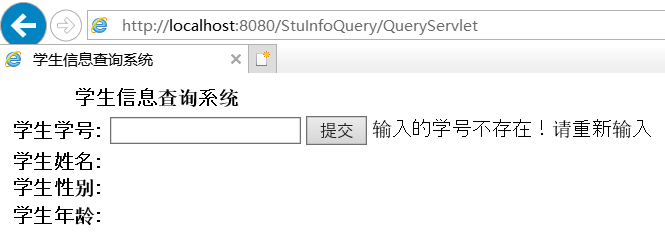 http://localhost:8080/StuInfoQuery/QueryServlet
学生信息查询系统
学生信息查询系统
学生学号: 提交 输入的学号不存在！请重新输入
学生姓名:
学生性别:
学生年龄: